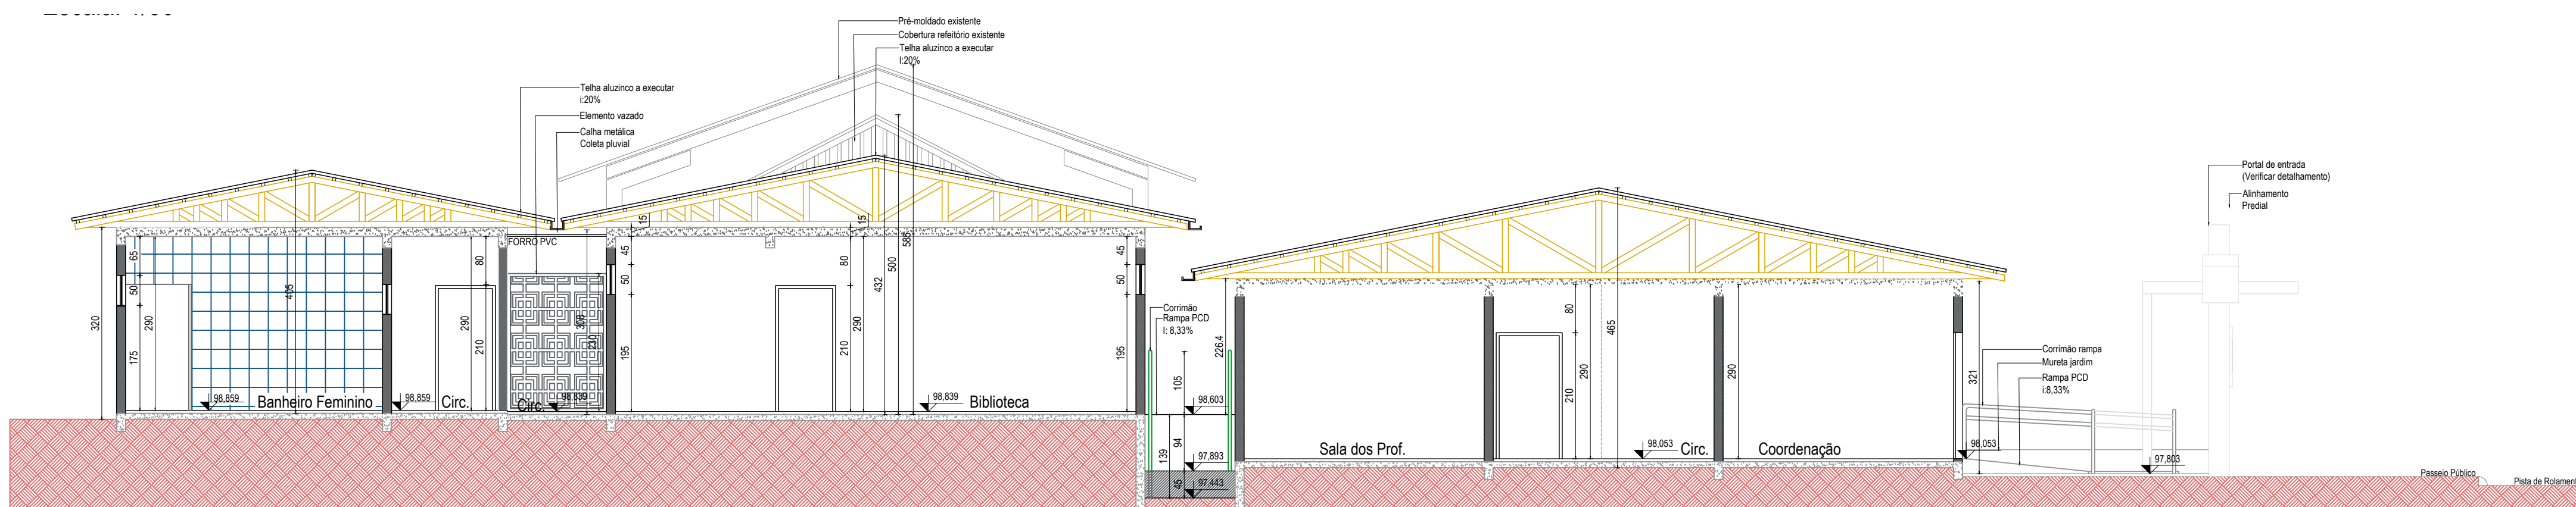 Pré-moldado existente
Cobertura refeitório existente
Telha aluzinco a executar
I:20%
Telha aluzinco a executar
i:20%
Elemento vazado
Calha metálica
Coleta pluvial
Portal de entrada
(Verificar detalhamento)
Alinhamento
Predial
FORRO PVC
15
15
585
500
432
405
65
50
175
290
320
290
80
210
308
230
45
50
195
80
210
290
45
50
195
Corrimão
Rampa PCD
I: 8,33%
226.4
105
94
139
45
80
210
290
465
290
321
Corrimão rampa
Mureta jardim
Rampa PCD
i:8,33%
98,859
Banheiro Feminino
98,859
Circ.
Circ.
98,839
98,839
Biblioteca
98,603
97,893
97,443
Sala dos Prof.
98,053
Circ.
Coordenação
98,053
97,803
Passeio Público
Pista de Rolament